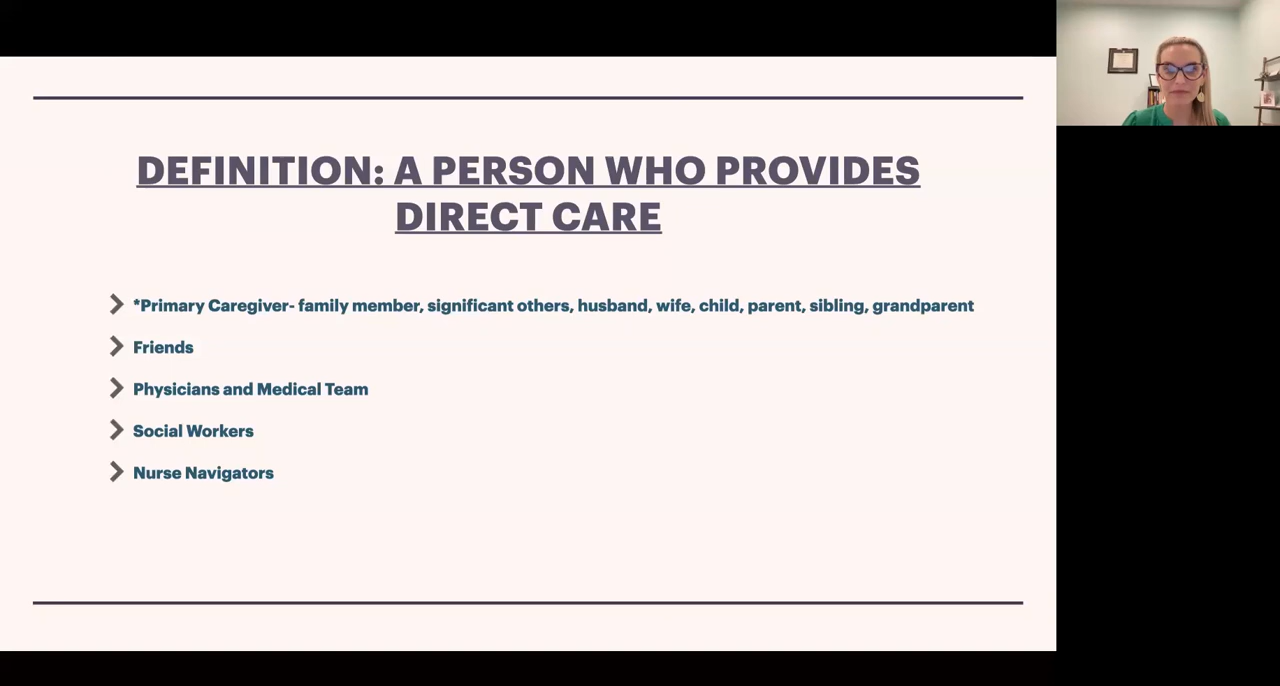 DEFINITION: A PERSON WHO PROVIDES
DIRECT CARE
*Primary Caregiver- family member, significant others, husband, wife, child, parent, sibling, grandparent
Friends
Physicians and Medical Team
Social Workers
Nurse Navigators